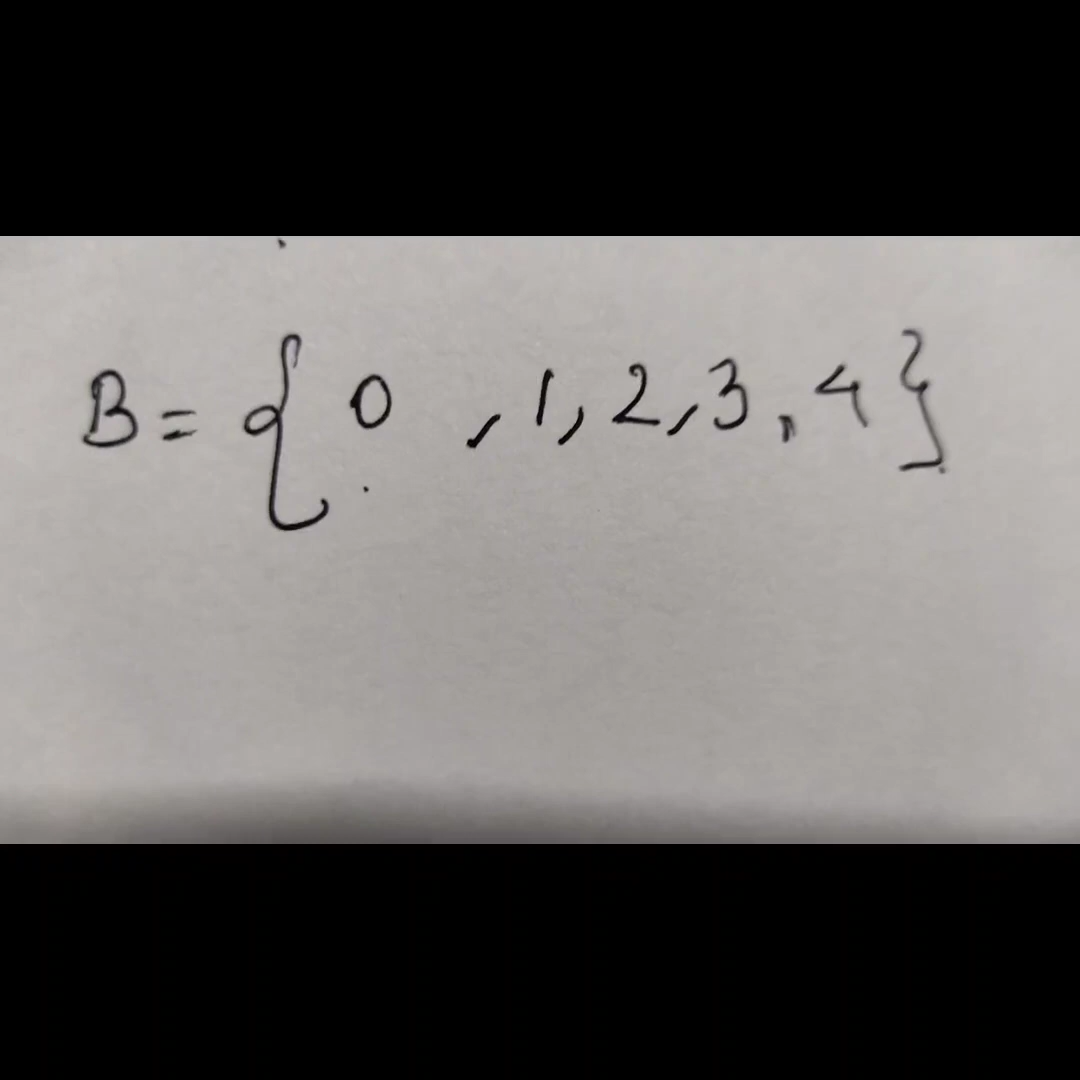 B = { 0 , 1, 2, 3, 4 }